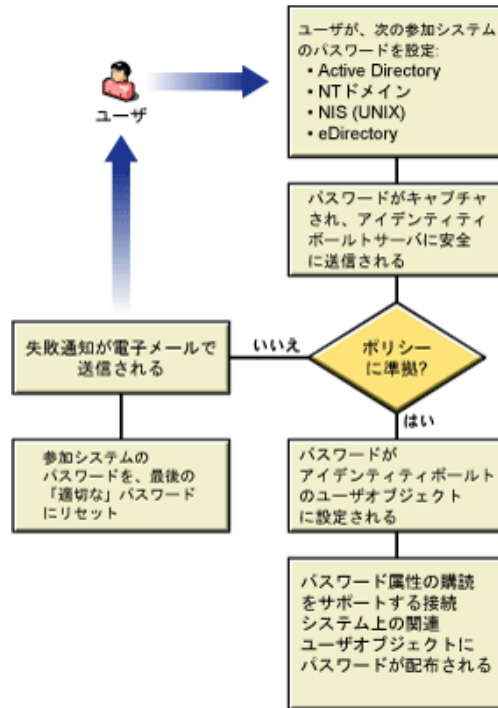 ユーザ
ユーザが、次の参加システム
のパスワードを設定:
• Active Directory
• NTドメイン
• NIS (UNIX)
• eDirectory
パスワードがキャプチャ
され、アイデンティティ
ボールトサーバに安全
に送信される
ポリシー
に準拠?
いいえ
失敗通知が電子メールで
送信される
参加システムの
パスワードを、最後の
「適切な」パスワード
にリセット
はい
パスワードが
アイデンティティボールト
のユーザオブジェクト
に設定される
パスワード属性の購読
をサポートする接続
システム上の関連
ユーザオブジェクトに
パスワードが配布される